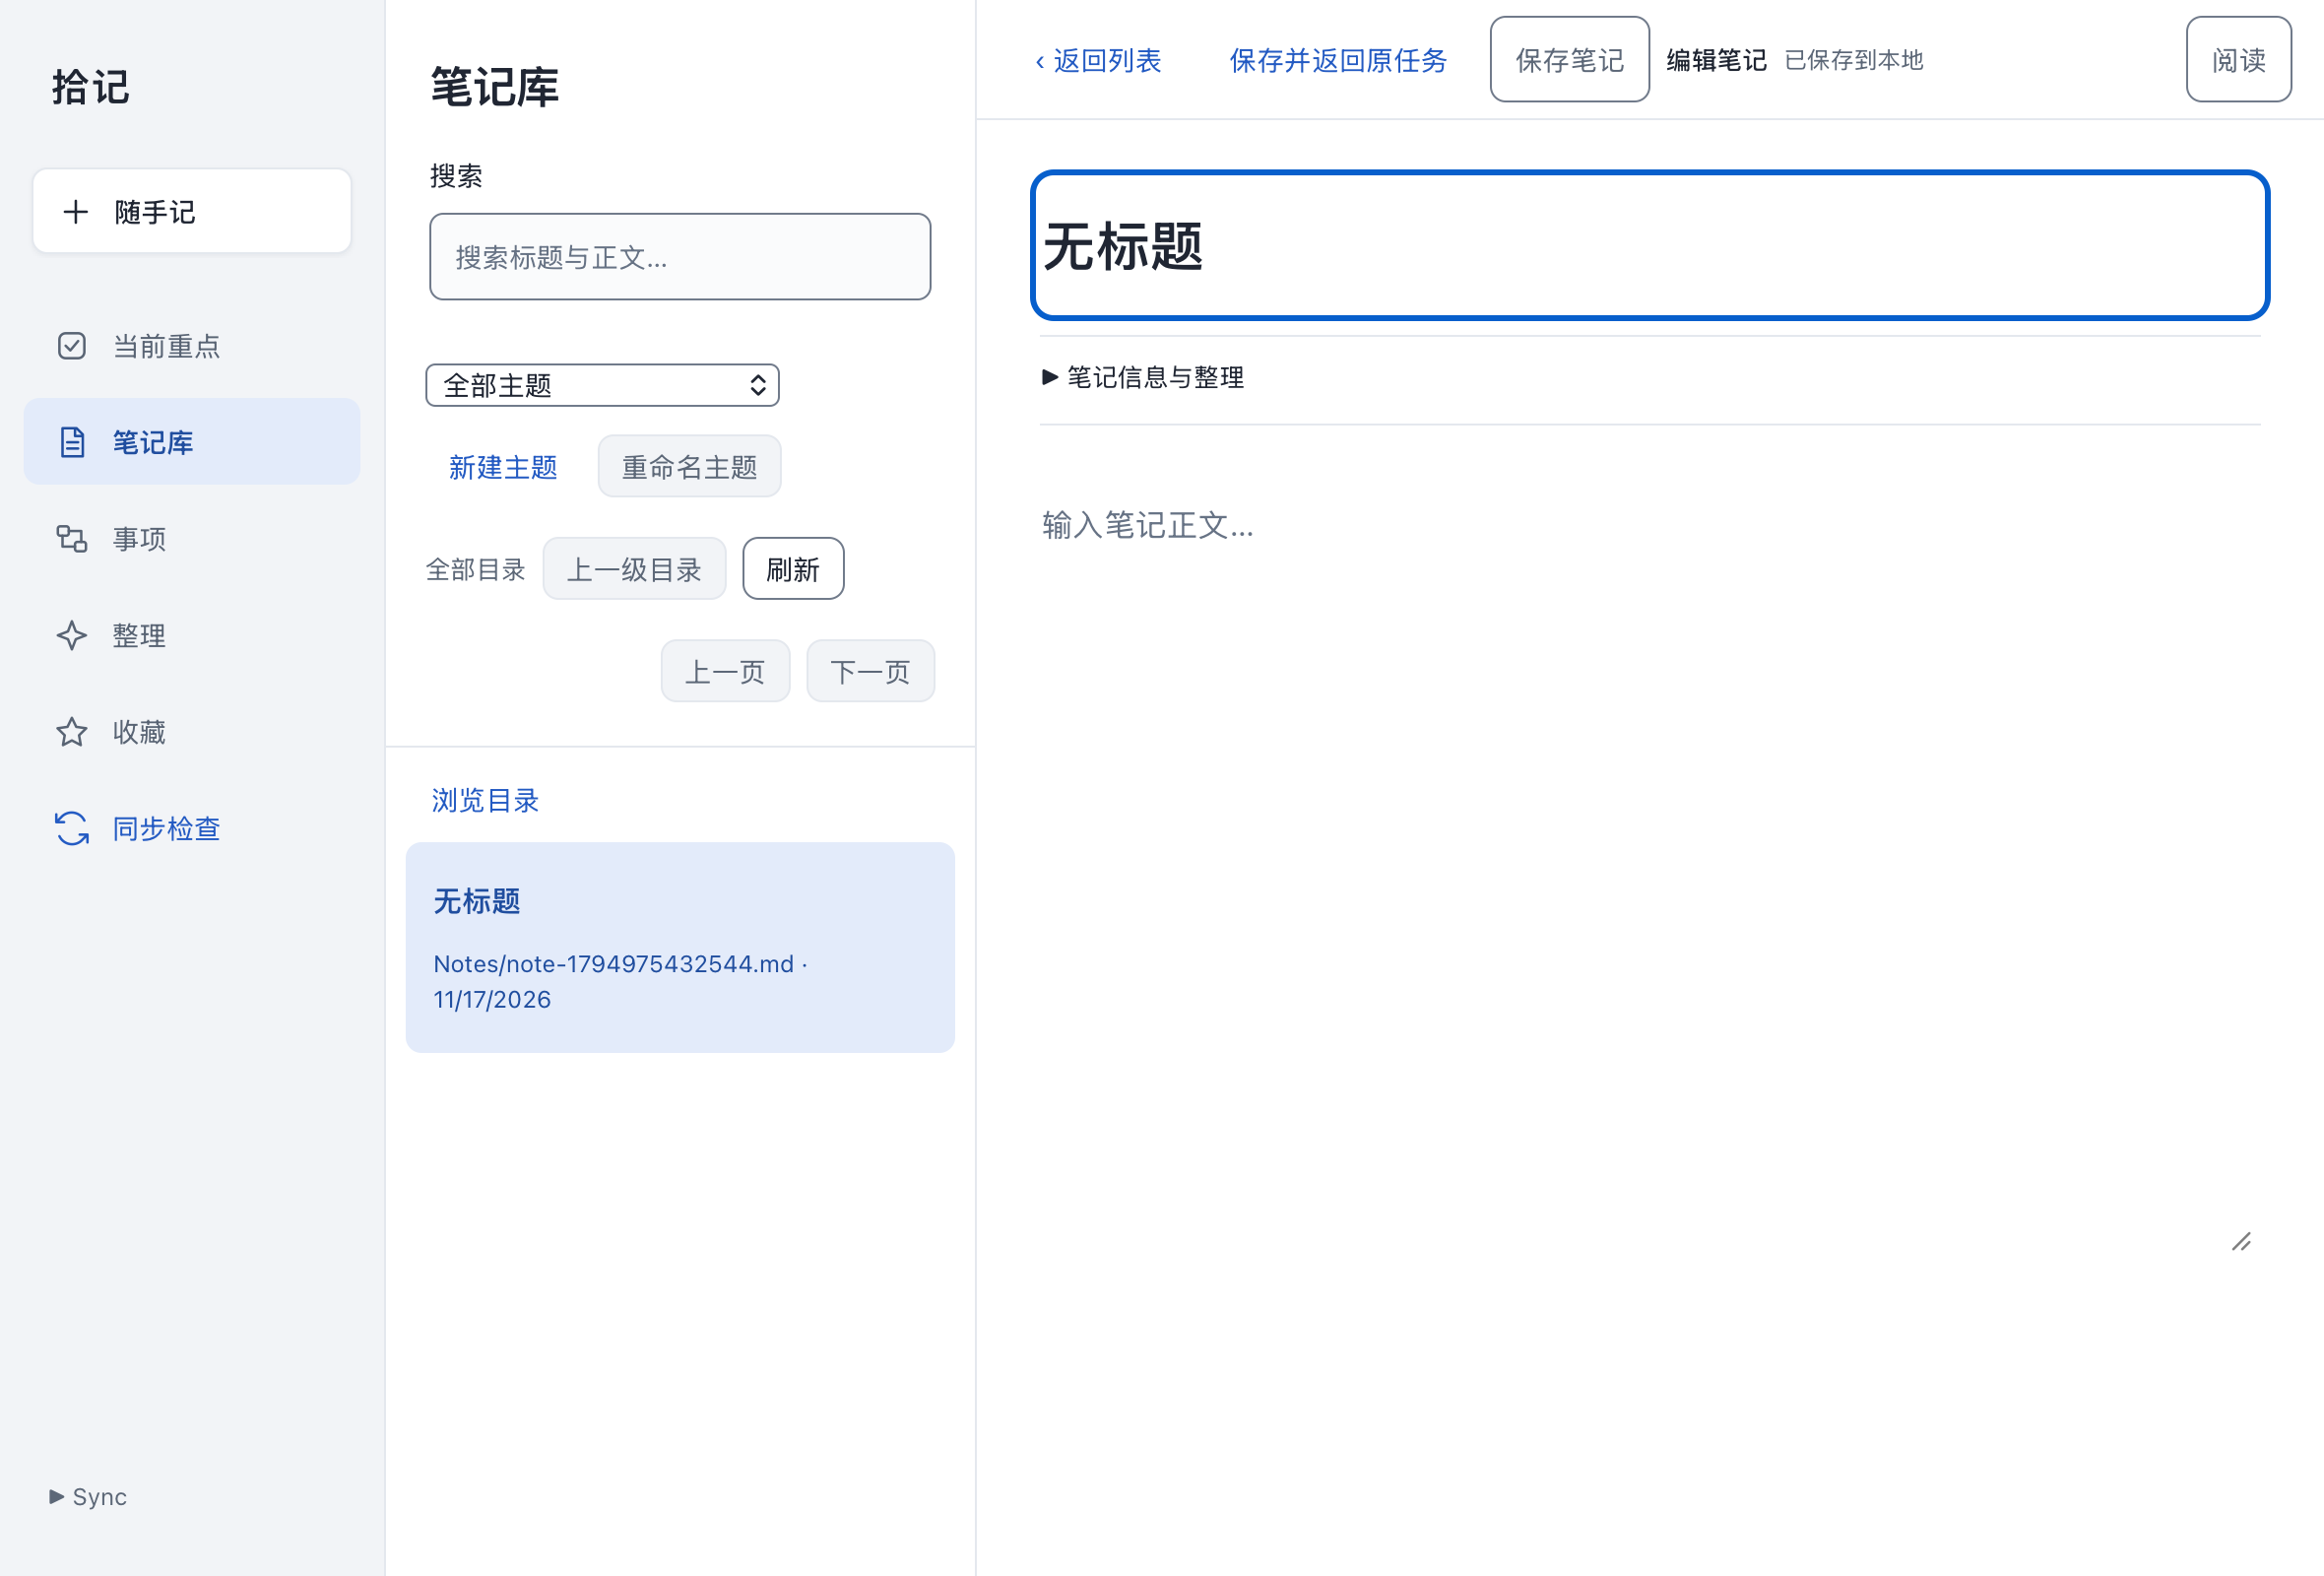 拾记
随手记
当前重点
笔记库
事项
整理
收藏
同步检查
Sync
笔记库
搜索
搜索标题与正文...
全部主题
新建主题
重命名主题
全部目录
上一级目录
刷新
上一页
下一页
浏览目录
无标题
Notes/note-1794975432544.md ·
11/17/2026
‹ 返回列表
保存并返回原任务
保存笔记
编辑笔记
已保存到本地
阅读
无标题
笔记信息与整理
输入笔记正文...